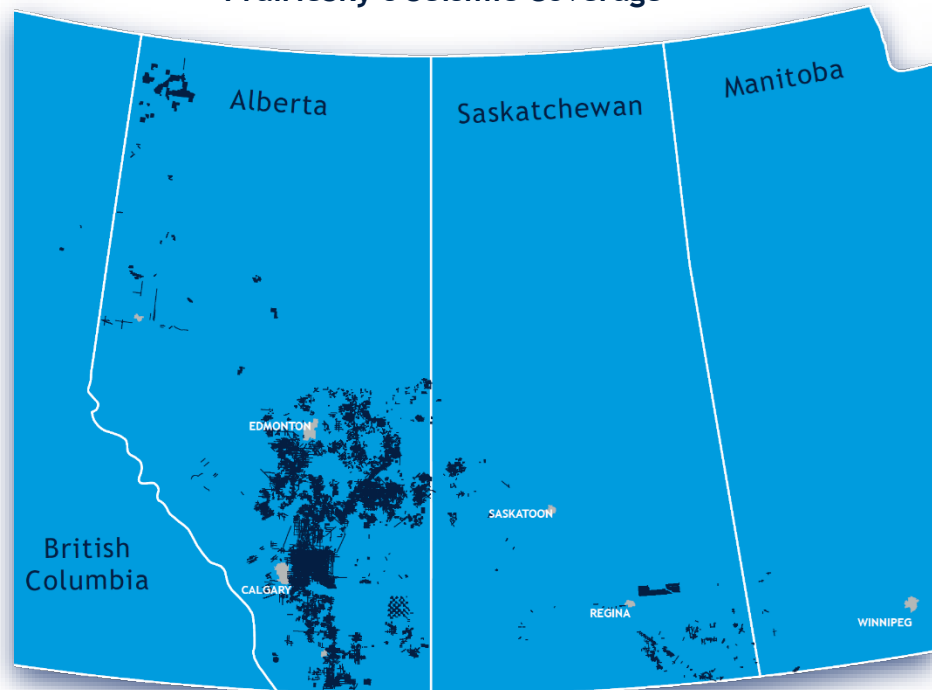 Alberta
Saskatchewan
Manitoba
EDMONTON
SASKATOON
British
Columbia
CALGARY
REGINA
WINNIPEG